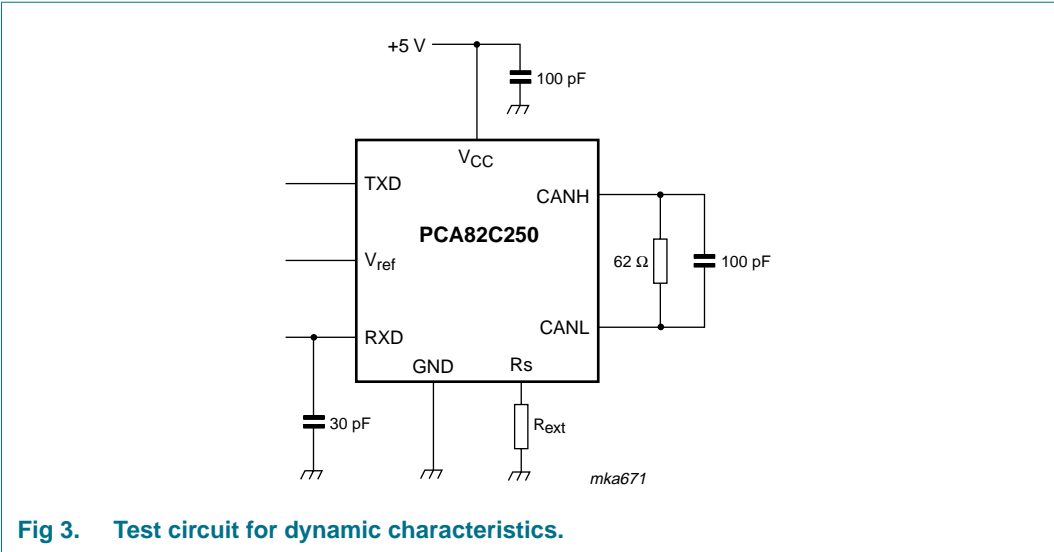 +5 V
100 pF
VCC
TXD
CANH
PCA82C250
Vref
62 Ω
100 pF
CANL
RXD
GND
Rs
30 pF
Rext
mka671
Fig 3. Test circuit for dynamic characteristics.